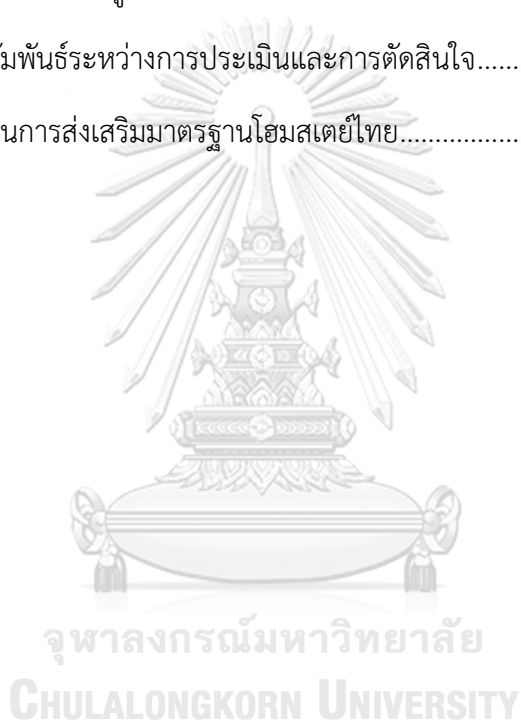 ัมพันธ์ระหว่างการประเมินและการตัดสินใจ......
นการส่งเสริมมาตรฐานโฮมสเตย์ไทย................
จุฬาลงกรณ์มหาวิทยาลัย
CHULALONGKORN UNIVERSITY